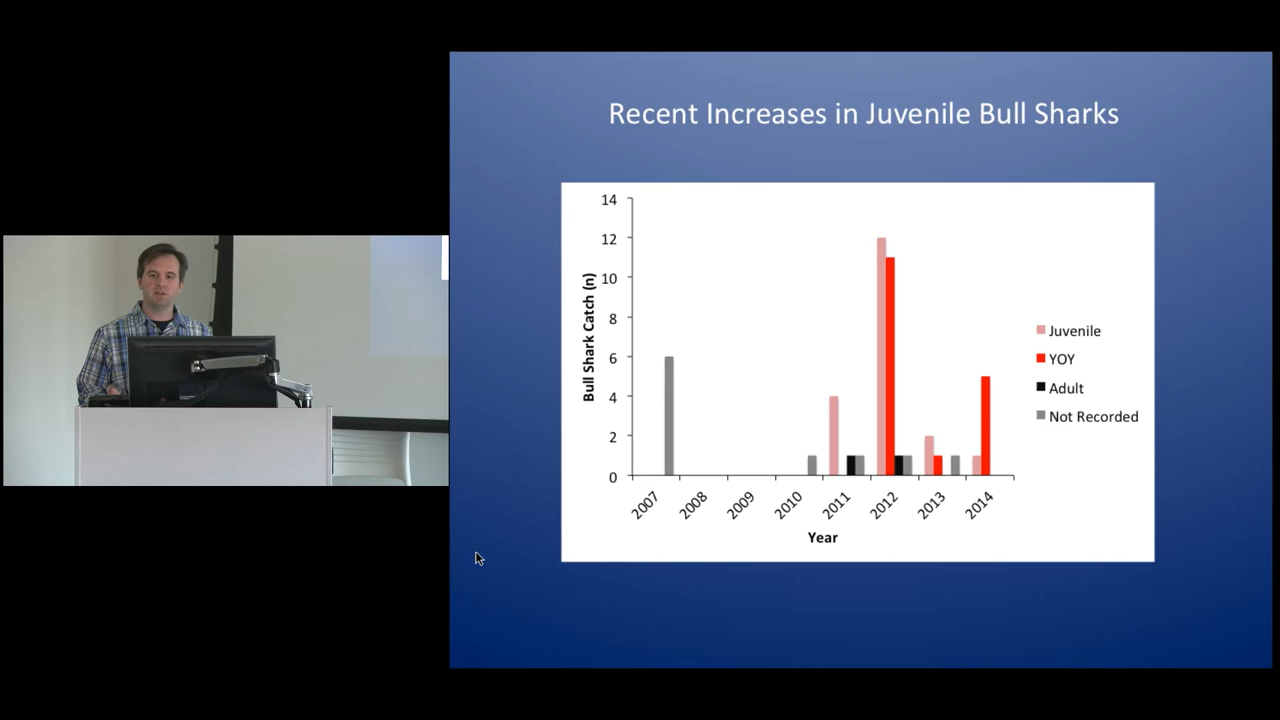 Recent Increases in Juvenile Bull Sharks
14
12
10
8
6
4
2
0
Bull Shark Catch (n)
2007
2008
2009
2010
2011
2012
2013
2014
Year
Juvenile
YOY
Adult
Not Recorded